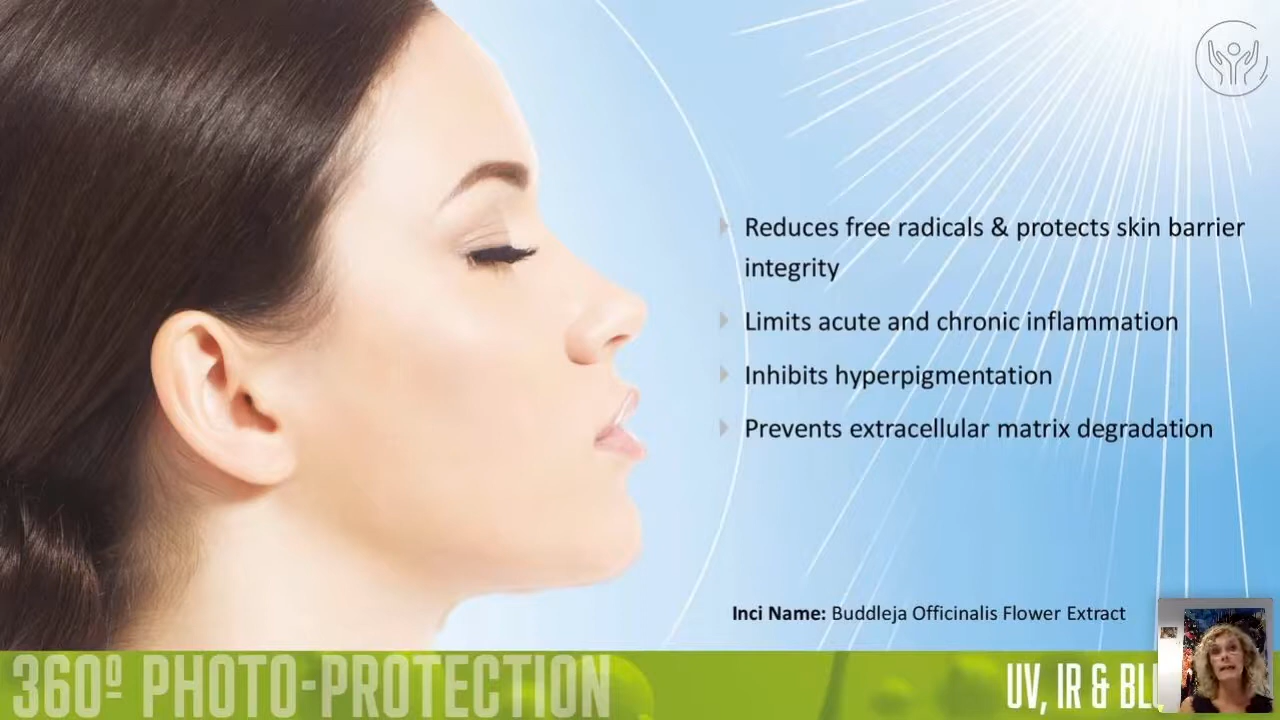 Reduces free radicals & protects skin barrier
integrity
Limits acute and chronic inflammation
Inhibits hyperpigmentation
Prevents extracellular matrix degradation
Inci Name: Buddleja Officinalis Flower Extract
360º PHOTO-PROTECTION
UV, IR &